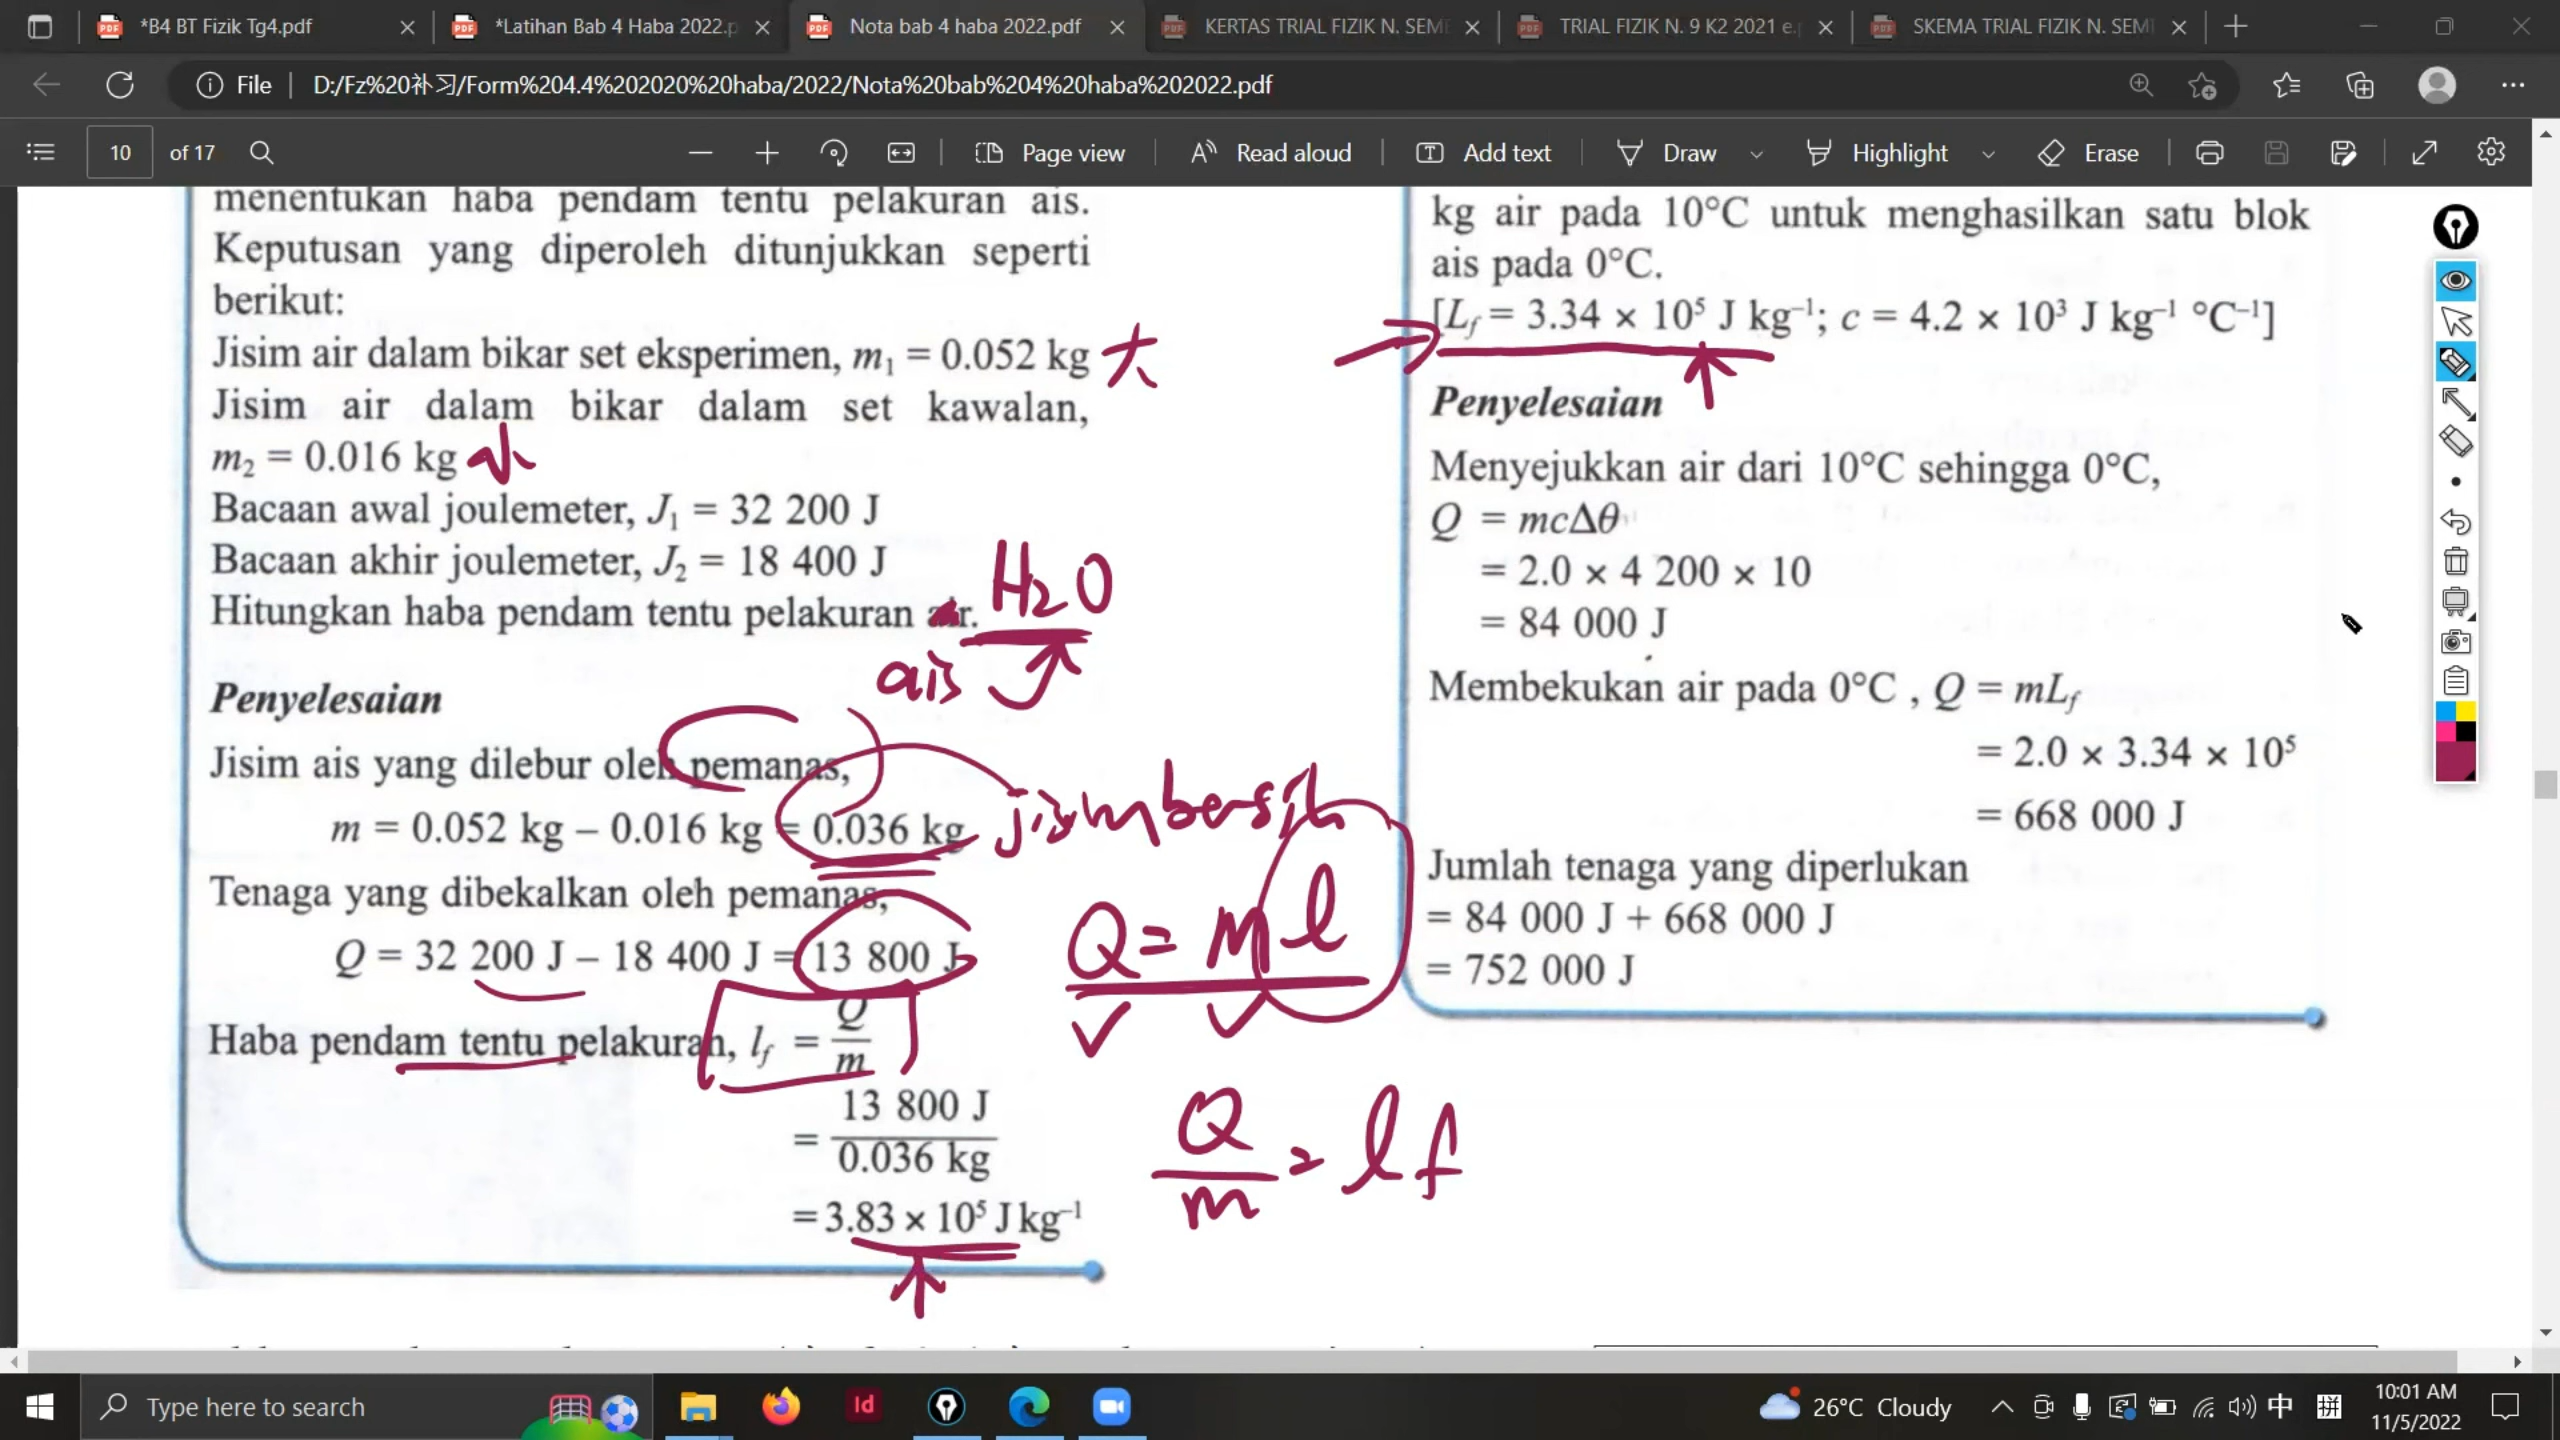 *B4 BT Fizik Tg4.pdf
*Latihan Bab 4 Haba 2022.p
Nota bab 4 haba 2022.pdf
KERTAS TRIAL FIZIK N. SEM
TRIAL FIZIK N. 9 K2 2021 e.
SKEMA TRIAL FIZIK N. SEM
File
D:/Fz%20补习/Form%204.4%202020%20haba/2022/Nota%20bab%204%20haba%202022.pdf
10 of 17
Page view
Read aloud
Add text
Draw
Highlight
Erase
menentukan haba pendam tentu pelakuran ais.
Keputusan yang diperoleh ditunjukkan seperti
berikut:
Jisim air dalam bikar set eksperimen, m₁ = 0.052 kg 大
Jisim air dalam bikar dalam set kawalan,
m₂ = 0.016 kg 小
Bacaan awal joulemeter, J₁ = 32 200 J
Bacaan akhir joulemeter, J₂ = 18 400 J
Hitungkan haba pendam tentu pelakuran air. H₂O
ais
Penyelesaian
Jisim ais yang dilebur oleh pemanas,
m = 0.052 kg – 0.016 kg = 0.036 kg jisim bersih
Tenaga yang dibekalkan oleh pemanas,
Q = 32 200 J – 18 400 J = 13 800 J
Q = ml
Haba pendam tentu pelakuran, l_f = Q/m
= 13 800 J / 0.036 kg
= 3.83 × 10⁵ J kg⁻¹
Q/m = lf
kg air pada 10°C untuk menghasilkan satu blok
ais pada 0°C.
[L_f = 3.34 × 10⁵ J kg⁻¹; c = 4.2 × 10³ J kg⁻¹ °C⁻¹]
Penyelesaian
Menyejukkan air dari 10°C sehingga 0°C,
Q = mcΔθ
= 2.0 × 4 200 × 10
= 84 000 J
Membekukan air pada 0°C , Q = mL_f
= 2.0 × 3.34 × 10⁵
= 668 000 J
Jumlah tenaga yang diperlukan
= 84 000 J + 668 000 J
= 752 000 J
Type here to search
Id
26°C Cloudy
中
拼
10:01 AM
11/5/2022